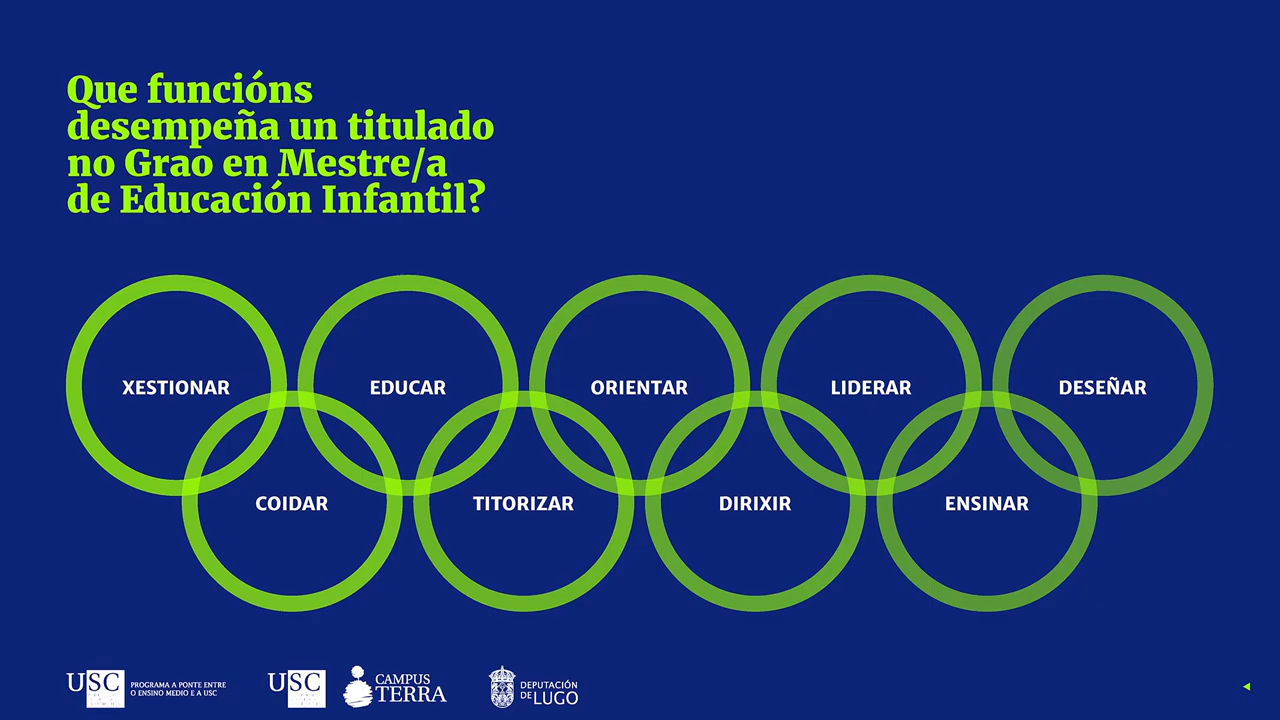 Que funcións
desempeña un titulado
no Grao en Mestre/a
de Educación Infantil?
XESTIONAR
EDUCAR
ORIENTAR
LIDERAR
DESEÑAR
COIDAR
TITORIZAR
DIRIXIR
ENSINAR
USC
PROGRAMA A PONTE ENTRE
O ENSINO MEDIO E A USC
USC
CAMPUS
TERRA
DEPUTACIÓN
DE LUGO